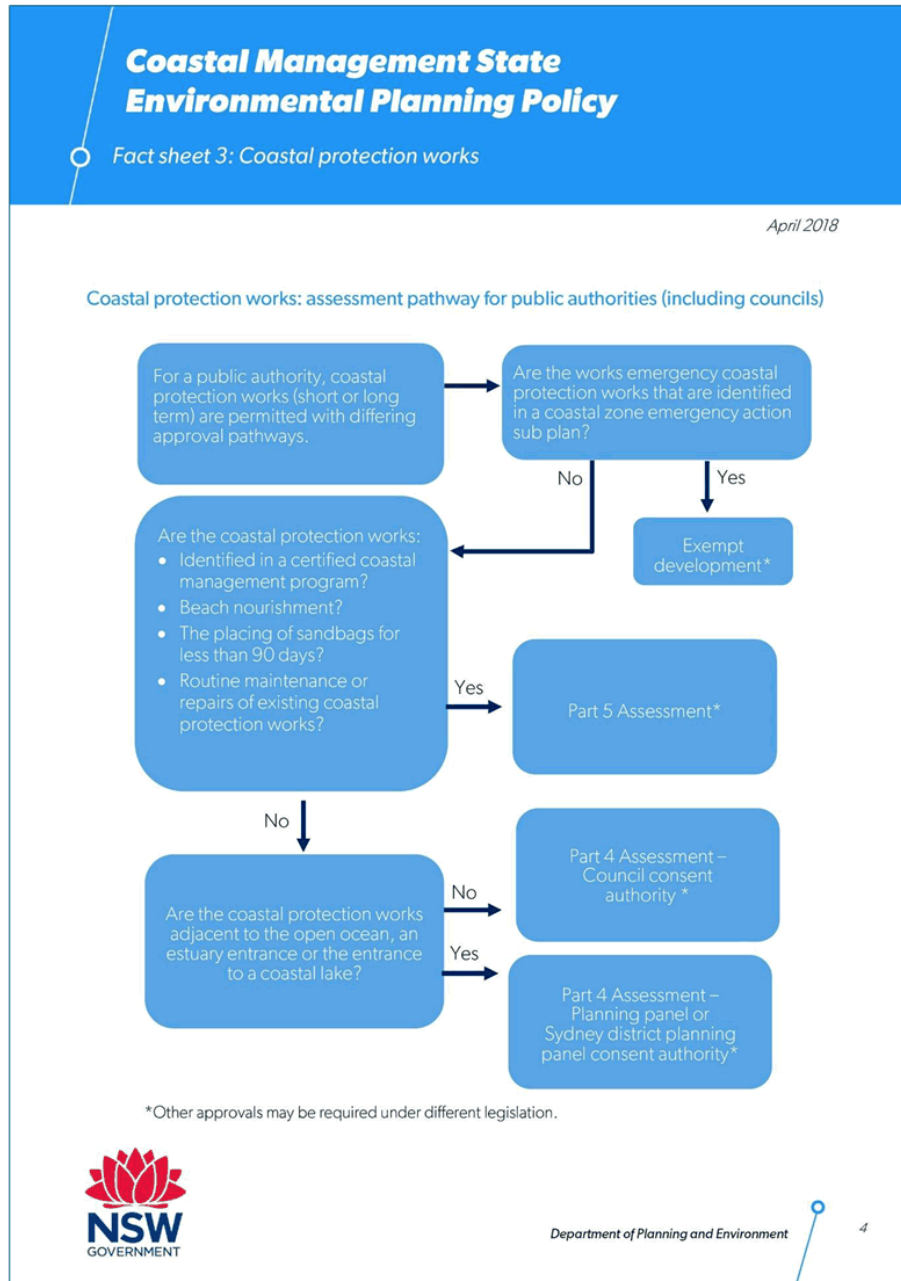 Coastal Management State
Environmental Planning Policy
Fact sheet 3: Coastal protection works
April 2018
Coastal protection works: assessment pathway for public authorities (including councils)
For a public authority, coastal
protection works (short or long
term) are permitted with differing
approval pathways.
Are the works emergency coastal
protection works that are identified
in a coastal zone emergency action
sub plan?
No
Yes
Exempt
development*
Are the coastal protection works:
• Identified in a certified coastal
management program?
• Beach nourishment?
• The placing of sandbags for
less than 90 days?
• Routine maintenance or
repairs of existing coastal
protection works?
Yes
Part 5 Assessment*
No
Are the coastal protection works
adjacent to the open ocean, an
estuary entrance or the entrance
to a coastal lake?
No
Part 4 Assessment –
Council consent
authority *
Yes
Part 4 Assessment –
Planning panel or
Sydney district planning
panel consent authority*
*Other approvals may be required under different legislation.
NSW
GOVERNMENT
Department of Planning and Environment
4